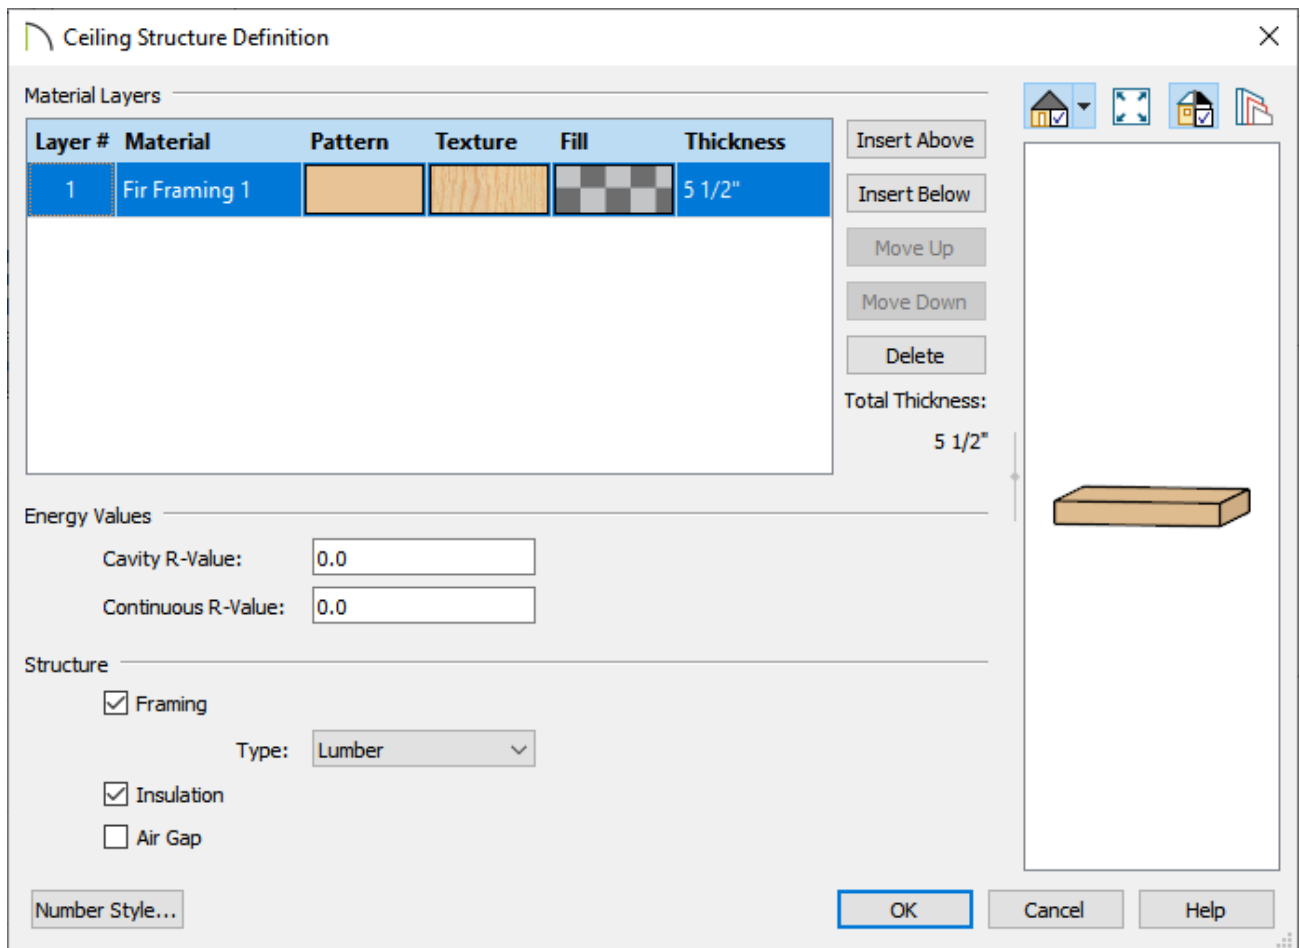 Ceiling Structure Definition
Material Layers
Layer # Material Pattern Texture Fill Thickness
1 Fir Framing 1 5 1/2"
Insert Above
Insert Below
Move Up
Move Down
Delete
Total Thickness:
5 1/2"
Energy Values
Cavity R-Value: 0.0
Continuous R-Value: 0.0
Structure
Framing
Type: Lumber
Insulation
Air Gap
Number Style... OK Cancel Help